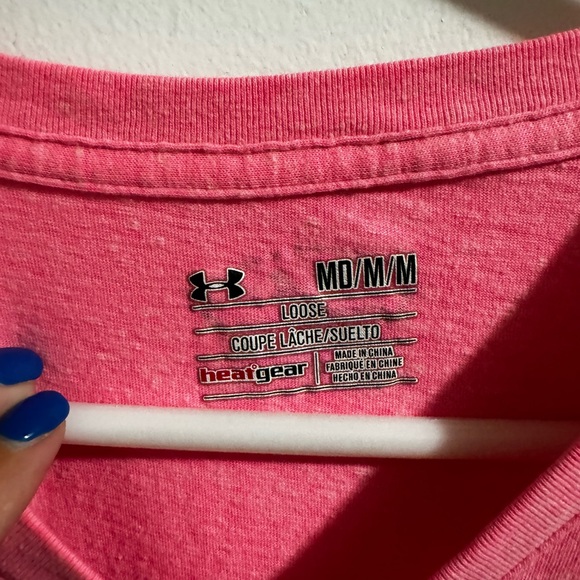 MD/M/M
LOOSE
COUPE LÂCHE/SUELTO
heatgear
MADE IN CHINA
FABRIQUÉ EN CHINE
HECHO EN CHINA